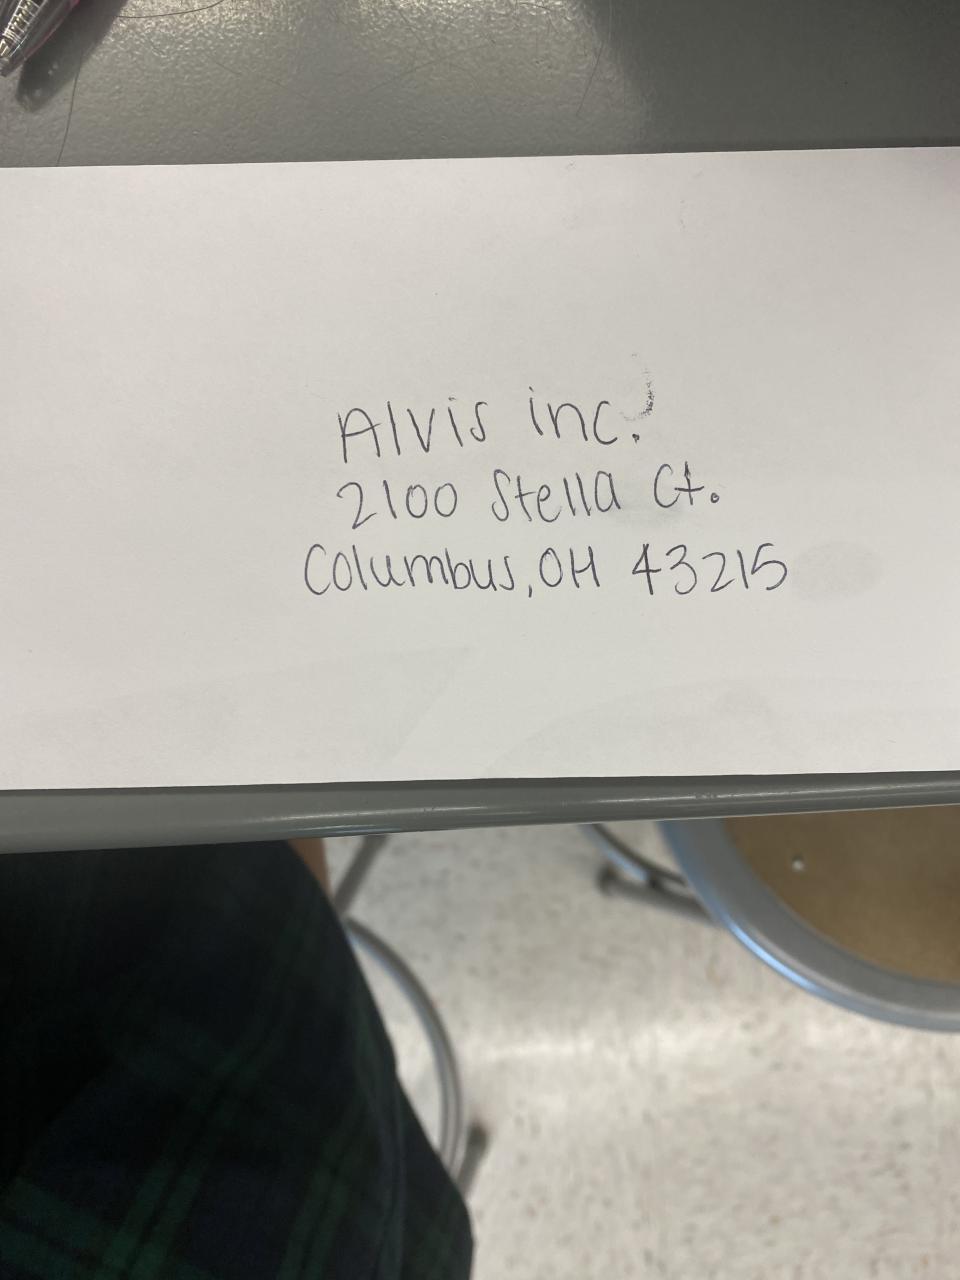 Alvis inc.
2100 Stella Ct.
Columbus, OH 43215